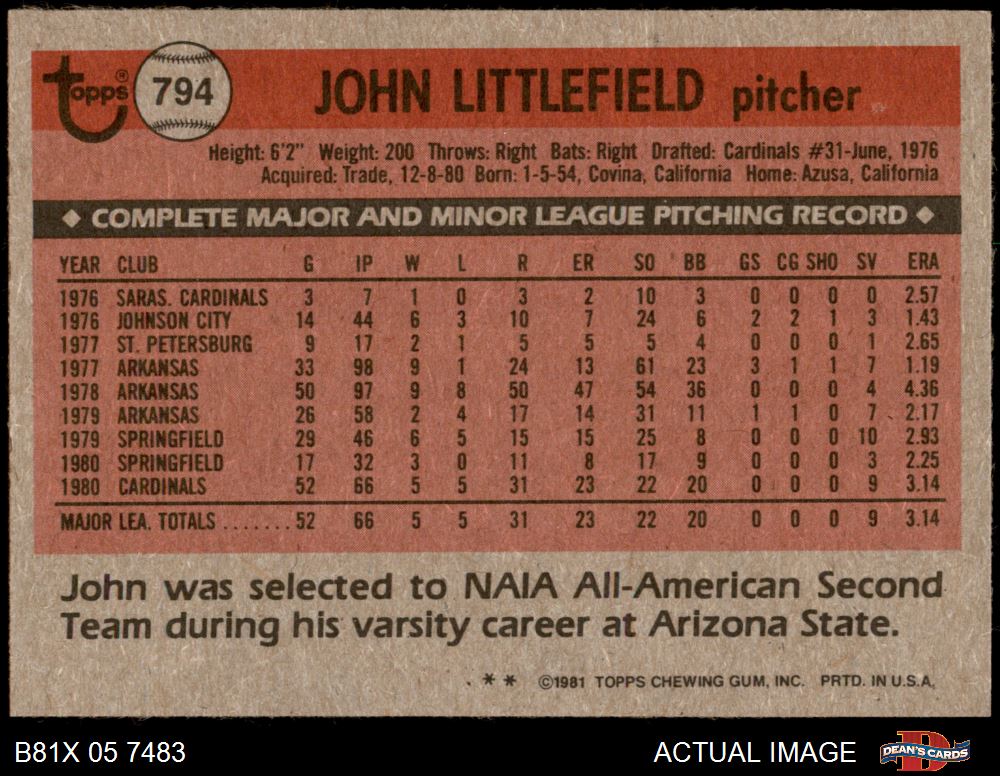 Topps® 794 JOHN LITTLEFIELD pitcher
Height: 6'2" Weight: 200 Throws: Right Bats: Right Drafted: Cardinals #31-June, 1976
Acquired: Trade, 12-8-80 Born: 1-5-54, Covina, California Home: Azusa, California
◆ COMPLETE MAJOR AND MINOR LEAGUE PITCHING RECORD ◆
YEAR CLUB G IP W L R ER SO BB GS CG SHO SV ERA
1976 SARAS. CARDINALS 3 7 1 0 3 2 10 3 0 0 0 0 2.57
1976 JOHNSON CITY 14 44 6 3 10 7 24 6 2 2 1 3 1.43
1977 ST. PETERSBURG 9 17 2 1 5 5 5 4 0 0 0 1 2.65
1977 ARKANSAS 33 98 9 1 24 13 61 23 3 1 1 7 1.19
1978 ARKANSAS 50 97 9 8 50 47 54 36 0 0 0 4 4.36
1979 ARKANSAS 26 58 2 4 17 14 31 11 1 1 0 7 2.17
1979 SPRINGFIELD 29 46 6 5 15 15 25 8 0 0 0 10 2.93
1980 SPRINGFIELD 17 32 3 0 11 8 17 9 0 0 0 3 2.25
1980 CARDINALS 52 66 5 5 31 23 22 20 0 0 0 9 3.14
MAJOR LEA. TOTALS ....... 52 66 5 5 31 23 22 20 0 0 0 9 3.14
John was selected to NAIA All-American Second
Team during his varsity career at Arizona State.
** ©1981 TOPPS CHEWING GUM, INC. PRTD. IN U.S.A.
B81X 05 7483 ACTUAL IMAGE DEAN'S CARDS